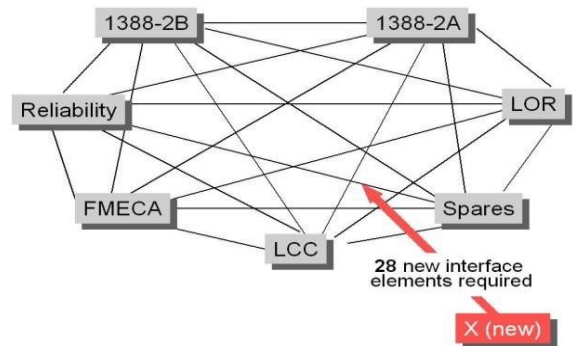 1388-2B
1388-2A
Reliability
LOR
FMECA
Spares
LCC
28 new interface
elements required
X (new)